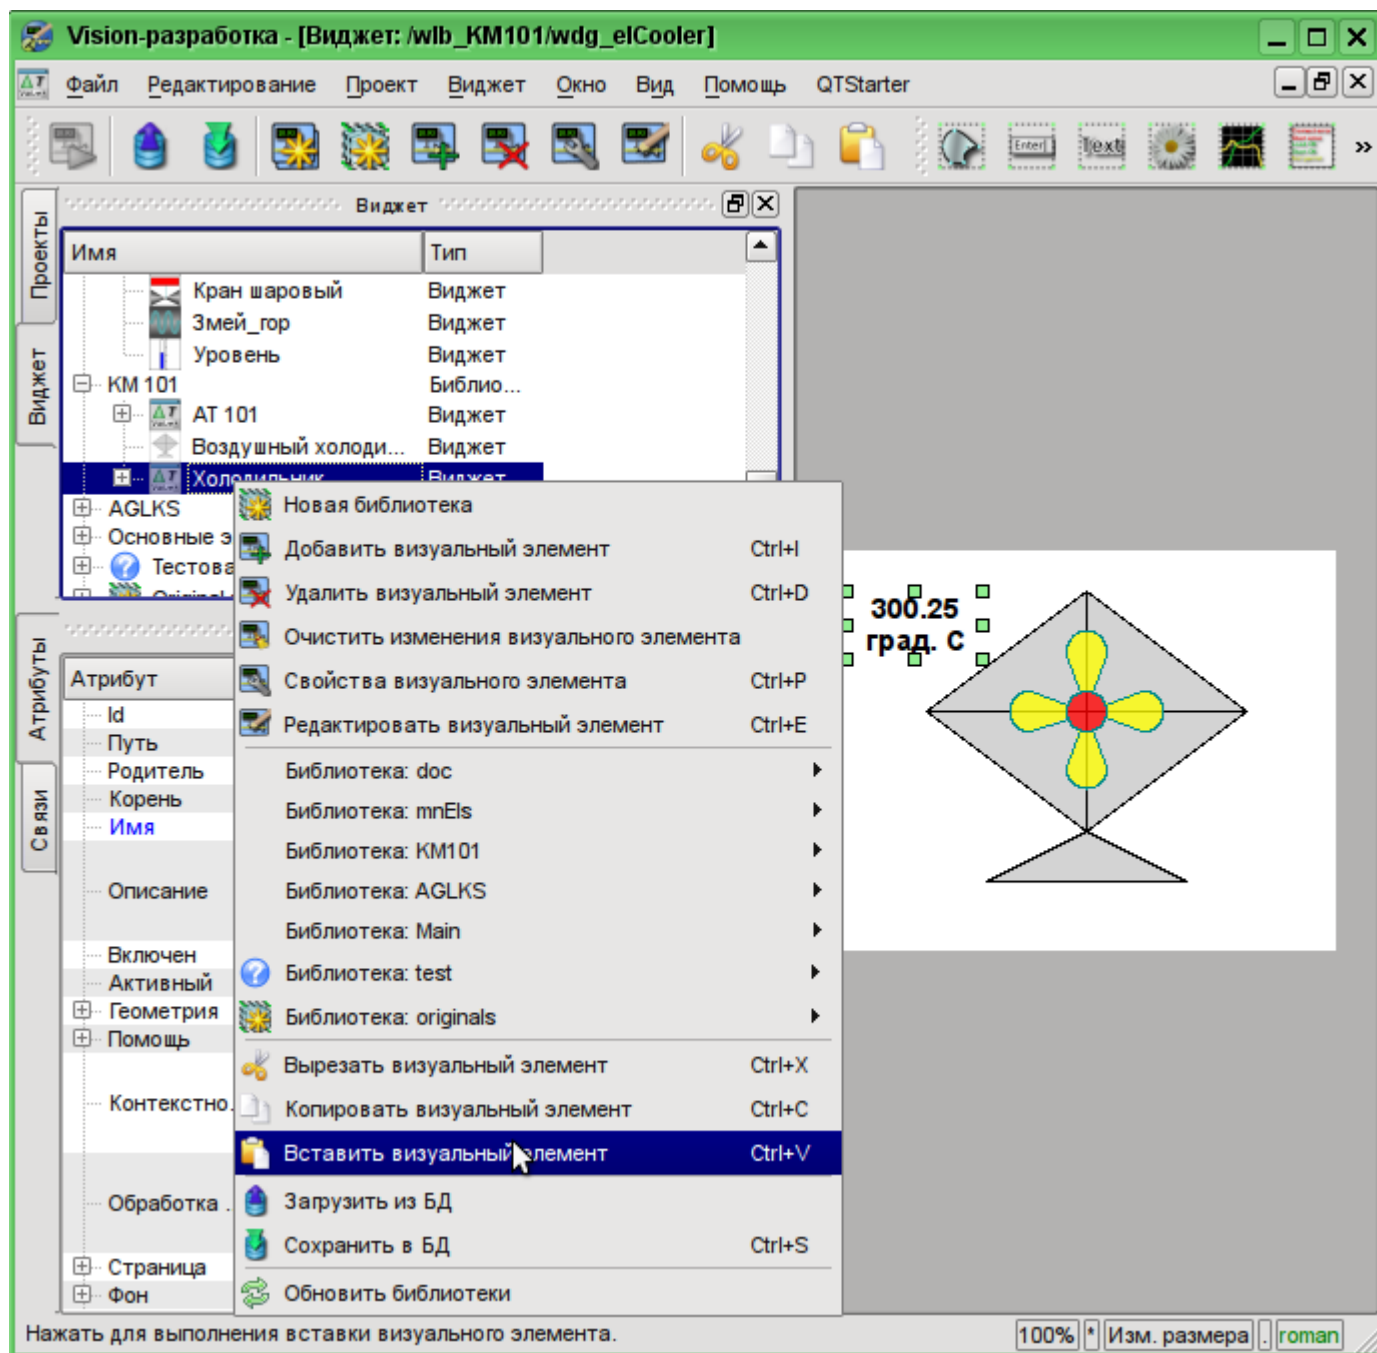 Vision-разработка - [Виджет: /wlb_KM101/wdg_elCooler]
Файл Редактирование Проект Виджет Окно Вид Помощь QTStarter
Enter Text »
Проекты
Виджет
Виджет
Имя Тип
Кран шаровый Виджет
Змей_гор Виджет
Уровень Виджет
КМ 101 Библио...
АТ 101 Виджет
Воздушный холоди... Виджет
Холодильник Виджет
AGLKS
Основные э
Тестова
Новая библиотека
Добавить визуальный элемент Ctrl+I
Удалить визуальный элемент Ctrl+D
Очистить изменения визуального элемента
Свойства визуального элемента Ctrl+P
Редактировать визуальный элемент Ctrl+E
Библиотека: doc
Библиотека: mnEls
Библиотека: KM101
Библиотека: AGLKS
Библиотека: Main
Библиотека: test
Библиотека: originals
Вырезать визуальный элемент Ctrl+X
Копировать визуальный элемент Ctrl+C
Вставить визуальный элемент Ctrl+V
Загрузить из БД
Сохранить в БД Ctrl+S
Обновить библиотеки
Атрибуты
Связи
Атрибут
Id
Путь
Родитель
Корень
Имя
Описание
Включен
Активный
Геометрия
Помощь
Контекстно.
Обработка .
Страница
Фон
300.25
град. С
Нажать для выполнения вставки визуального элемента.
100% * Изм. размера . roman